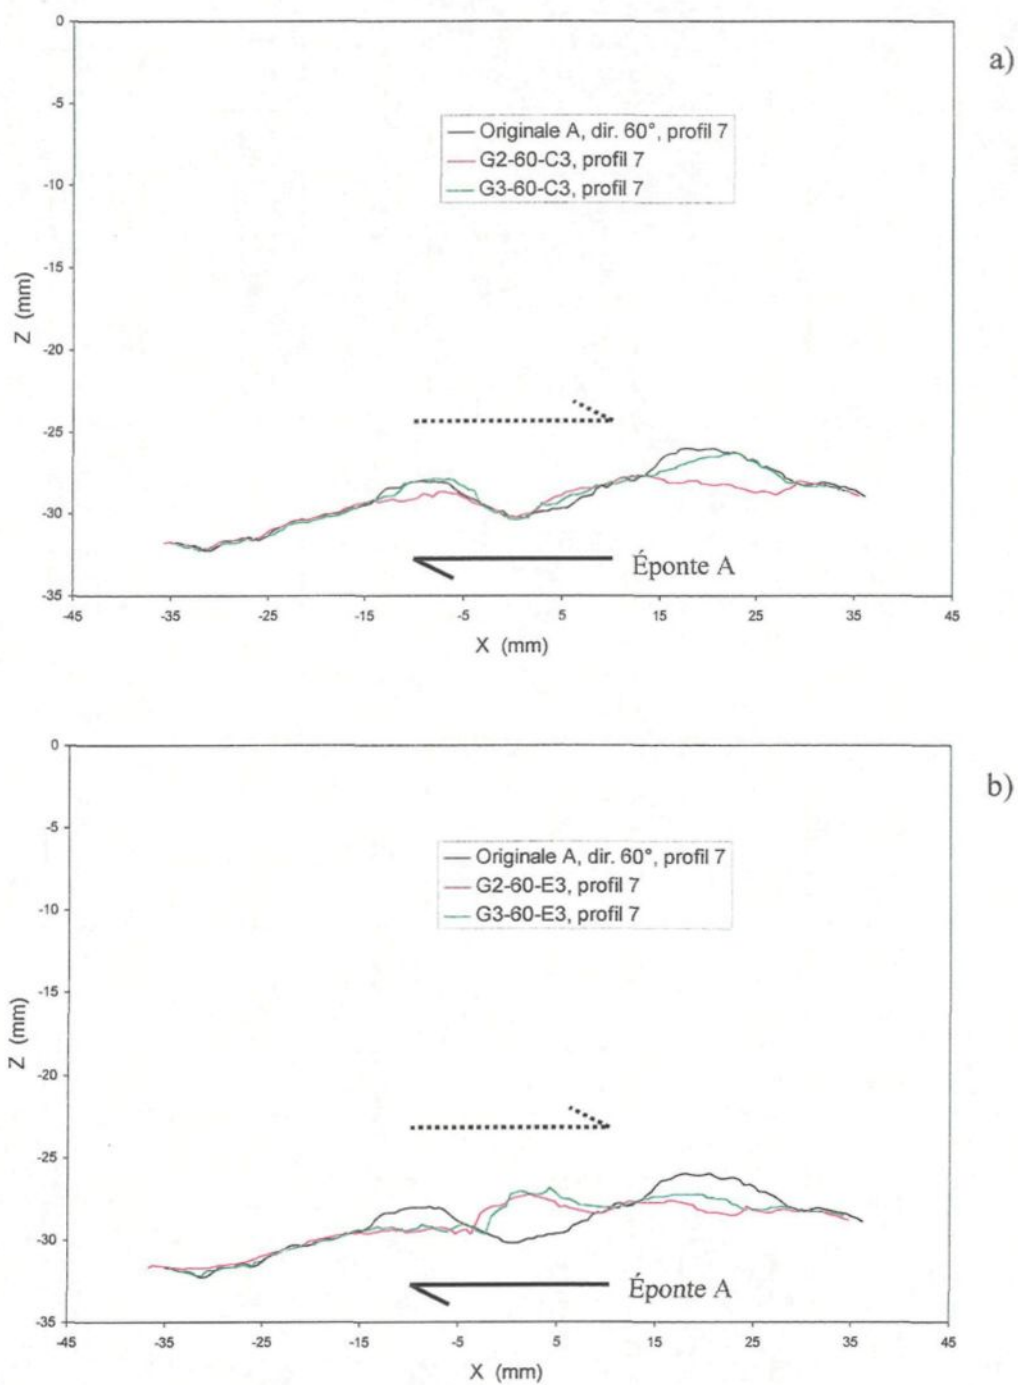 a)
0
-5
-10
-15
-20
-25
-30
-35
Z (mm)
Originale A, dir. 60°, profil 7
G2-60-C3, profil 7
G3-60-C3, profil 7
Éponte A
-45 -35 -25 -15 -5 5 15 25 35 45
X (mm)
b)
0
-5
-10
-15
-20
-25
-30
-35
Z (mm)
Originale A, dir. 60°, profil 7
G2-60-E3, profil 7
G3-60-E3, profil 7
Éponte A
-45 -35 -25 -15 -5 5 15 25 35 45
X (mm)